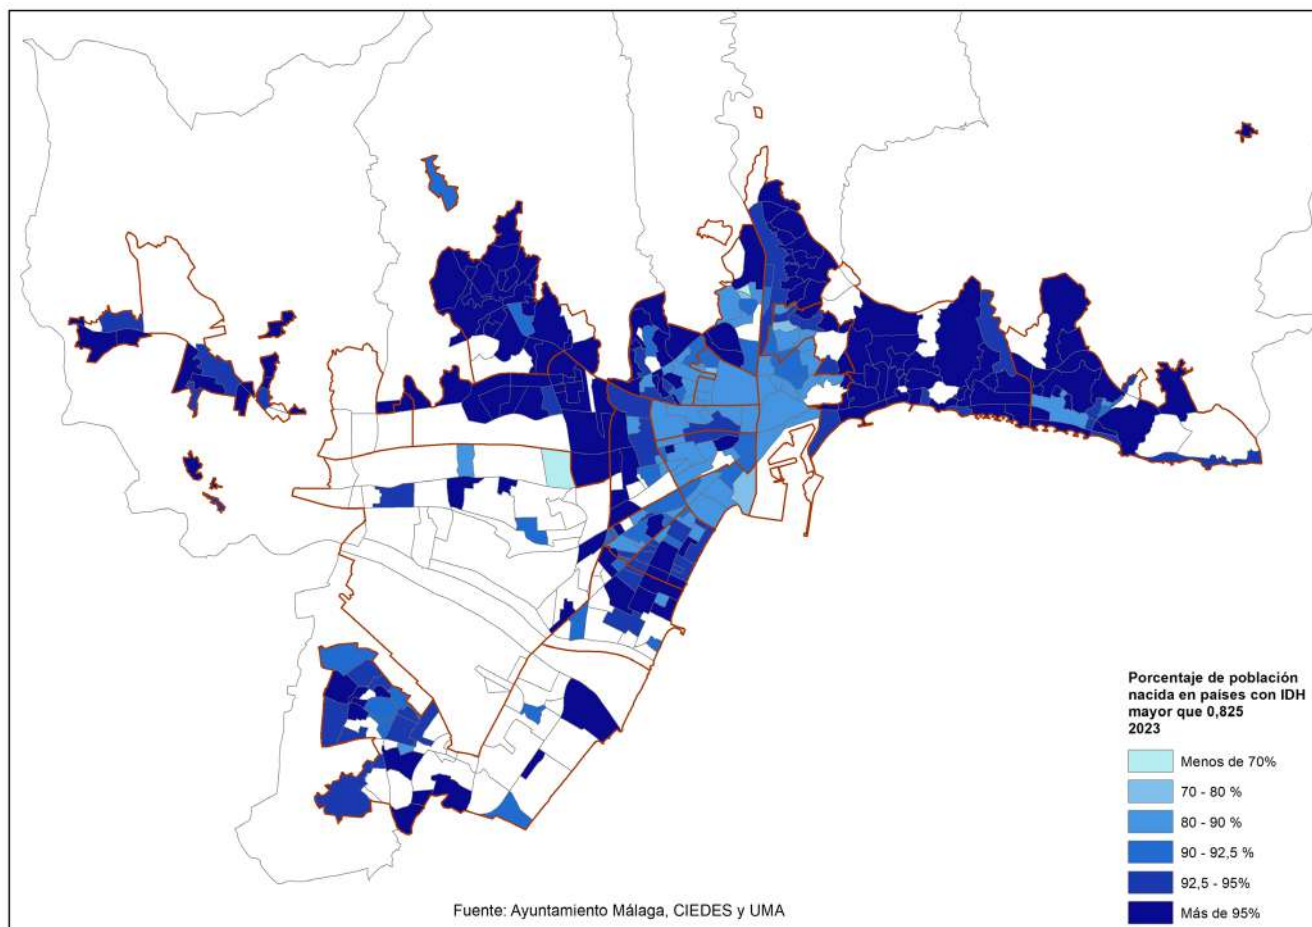 Porcentaje de población
nacida en países con IDH
mayor que 0,825
2023
Menos de 70%
70 - 80 %
80 - 90 %
90 - 92,5 %
92,5 - 95%
Más de 95%
Fuente: Ayuntamiento Málaga, CIEDES y UMA